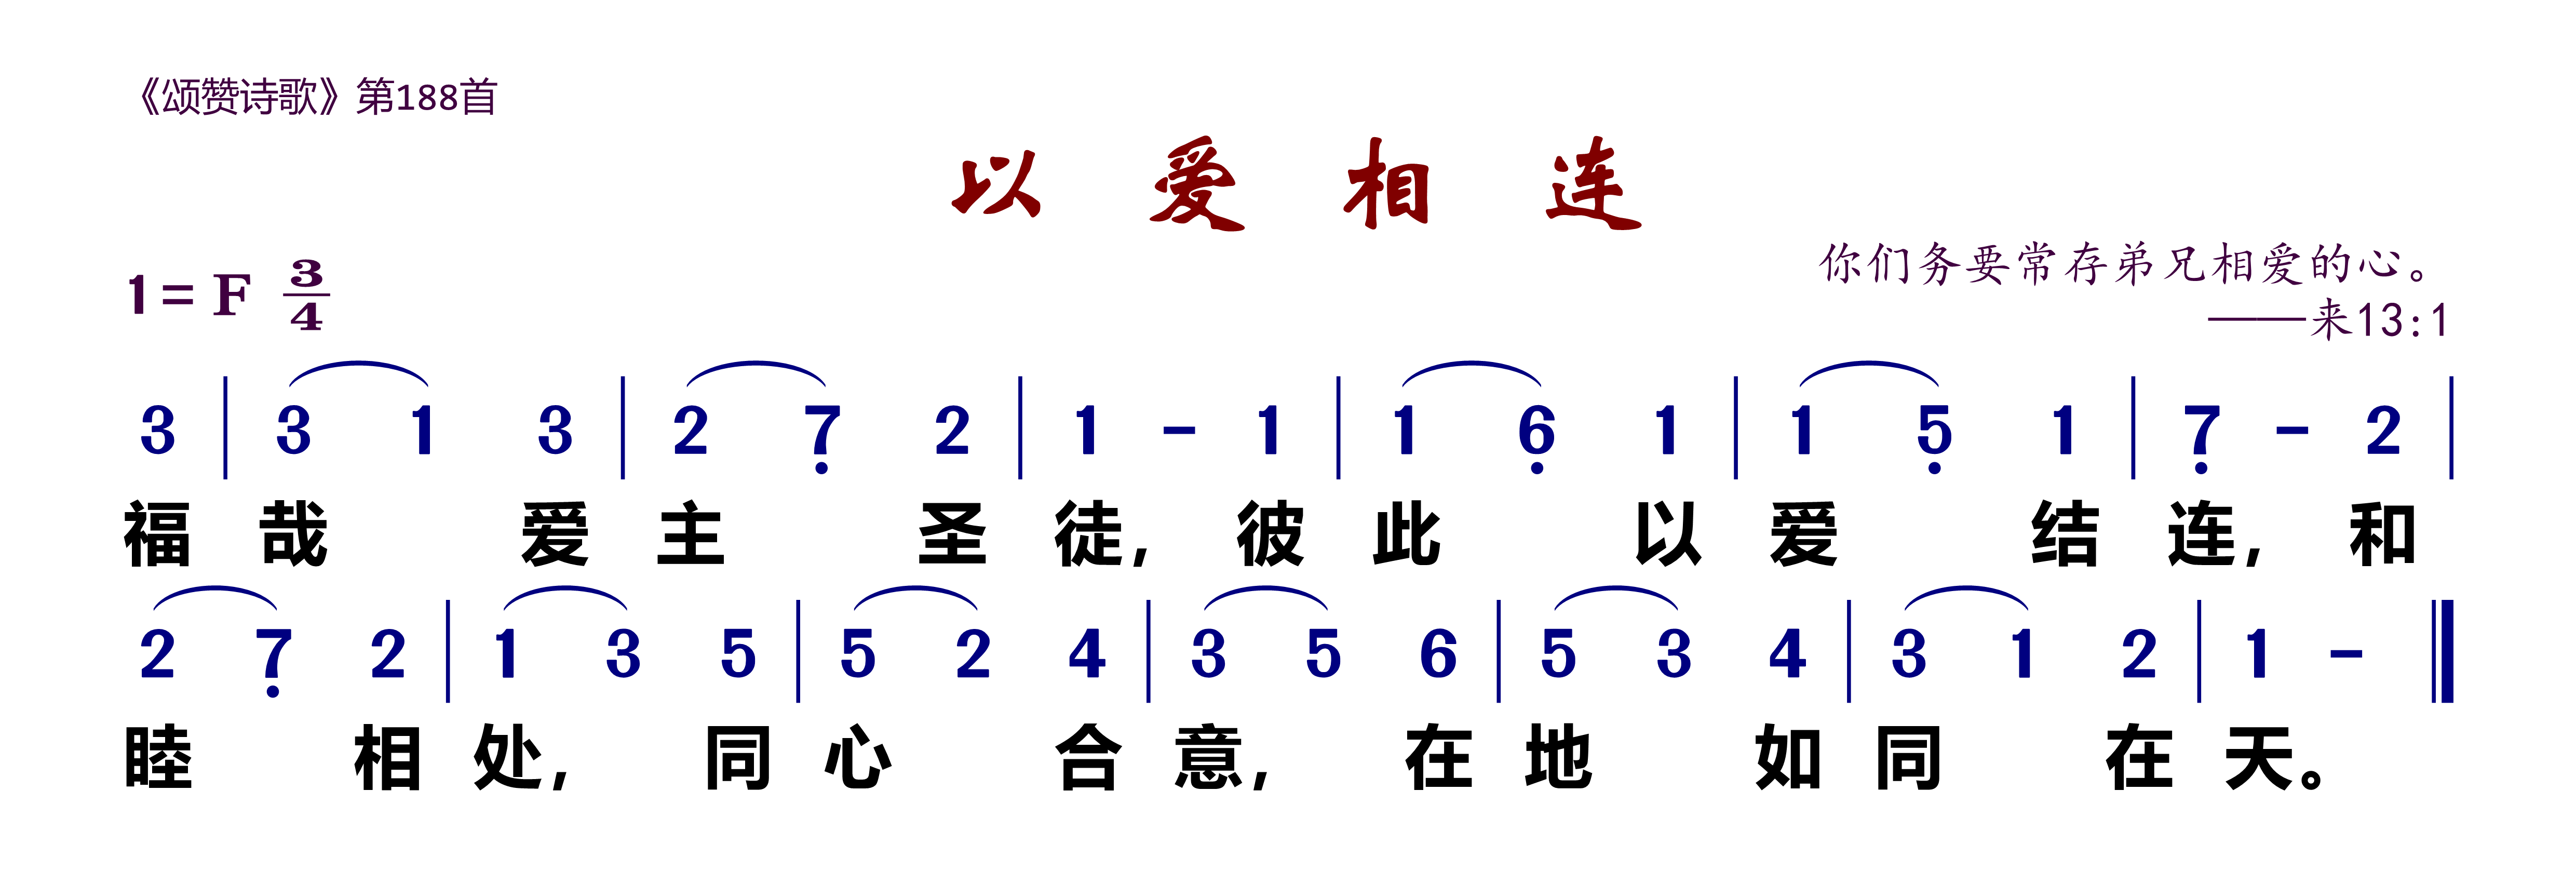 《颂赞诗歌》第188首
以 爱 相 连
1= F 3/4
你们务要常存弟兄相爱的心。
——来13:1
3 | 3 1 3 | 2 7̣ 2 | 1 - 1 | 1 6̣ 1 | 1 5̣ 1 | 7̣ - 2 |
福 哉 爱 主 圣 徒, 彼 此 以 爱 结 连, 和
2 7̣ 2 | 1 3 5 | 5 2 4 | 3 5 6 | 5 3 4 | 3 1 2 | 1 - ‖
睦 相 处, 同 心 合 意, 在 地 如 同 在 天。